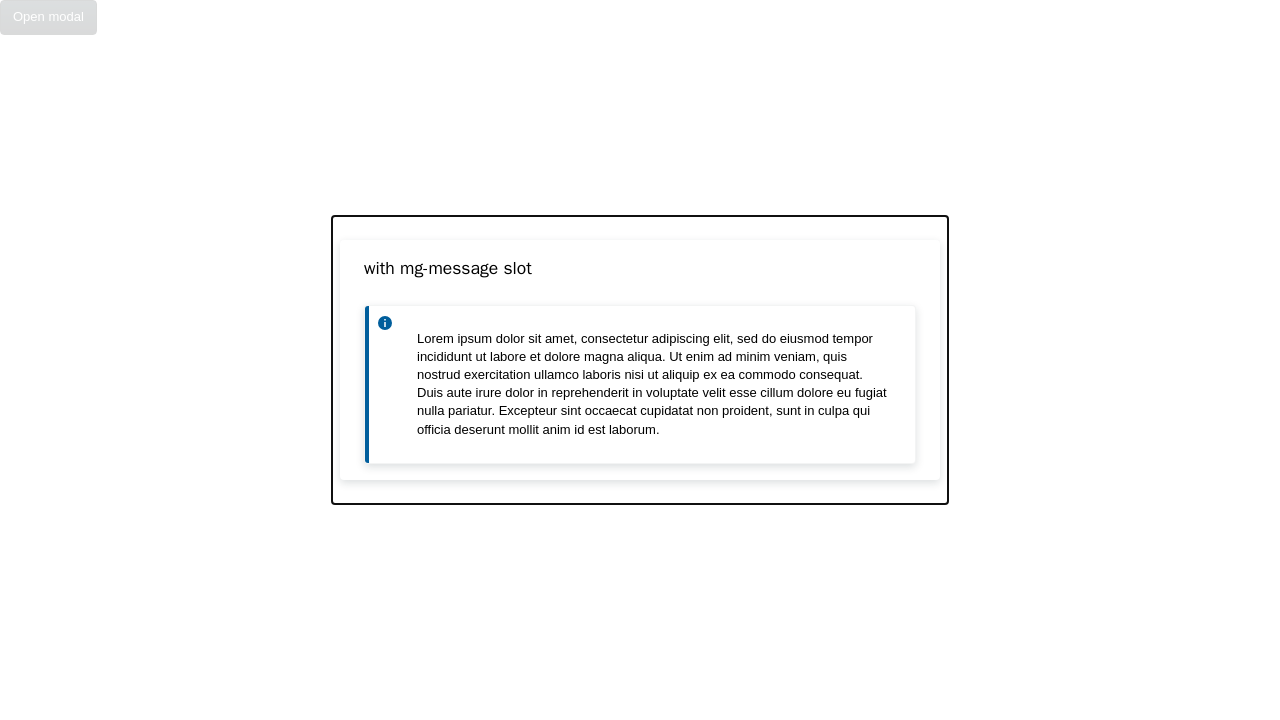 Open modal
with mg-message slot
Lorem ipsum dolor sit amet, consectetur adipiscing elit, sed do eiusmod tempor
incididunt ut labore et dolore magna aliqua. Ut enim ad minim veniam, quis
nostrud exercitation ullamco laboris nisi ut aliquip ex ea commodo consequat.
Duis aute irure dolor in reprehenderit in voluptate velit esse cillum dolore eu fugiat
nulla pariatur. Excepteur sint occaecat cupidatat non proident, sunt in culpa qui
officia deserunt mollit anim id est laborum.